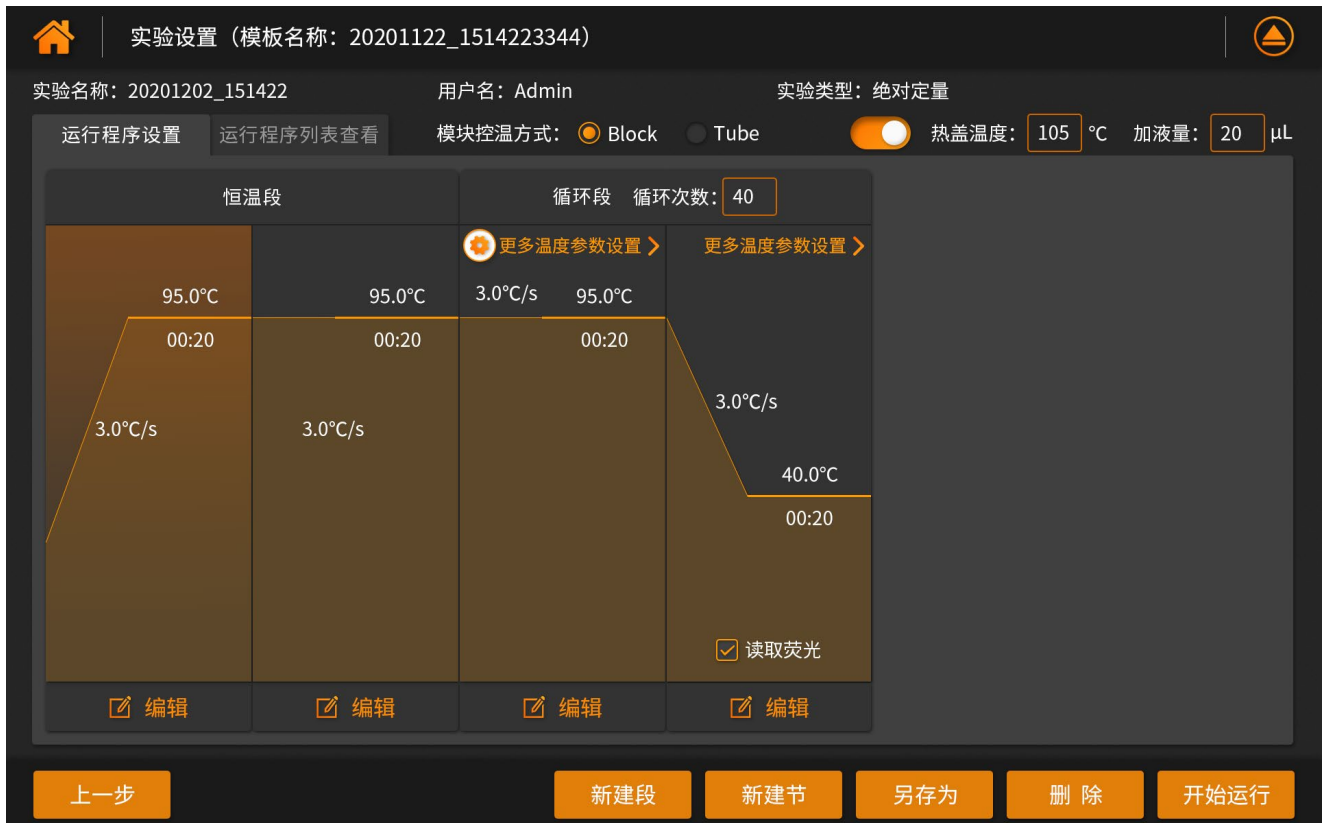 实验设置（模板名称：20201122_1514223344）
实验名称：20201202_151422 用户名：Admin 实验类型：绝对定量
运行程序设置 运行程序列表查看 模块控温方式： Block Tube 热盖温度： 105 ℃ 加液量： 20 μL
恒温段 循环段 循环次数： 40
更多温度参数设置 更多温度参数设置
95.0℃ 95.0℃ 3.0℃/s 95.0℃
00:20 00:20 00:20
3.0℃/s
3.0℃/s 3.0℃/s
40.0℃
00:20
读取荧光
编辑 编辑 编辑 编辑
上一步 新建段 新建节 另存为 删 除 开始运行